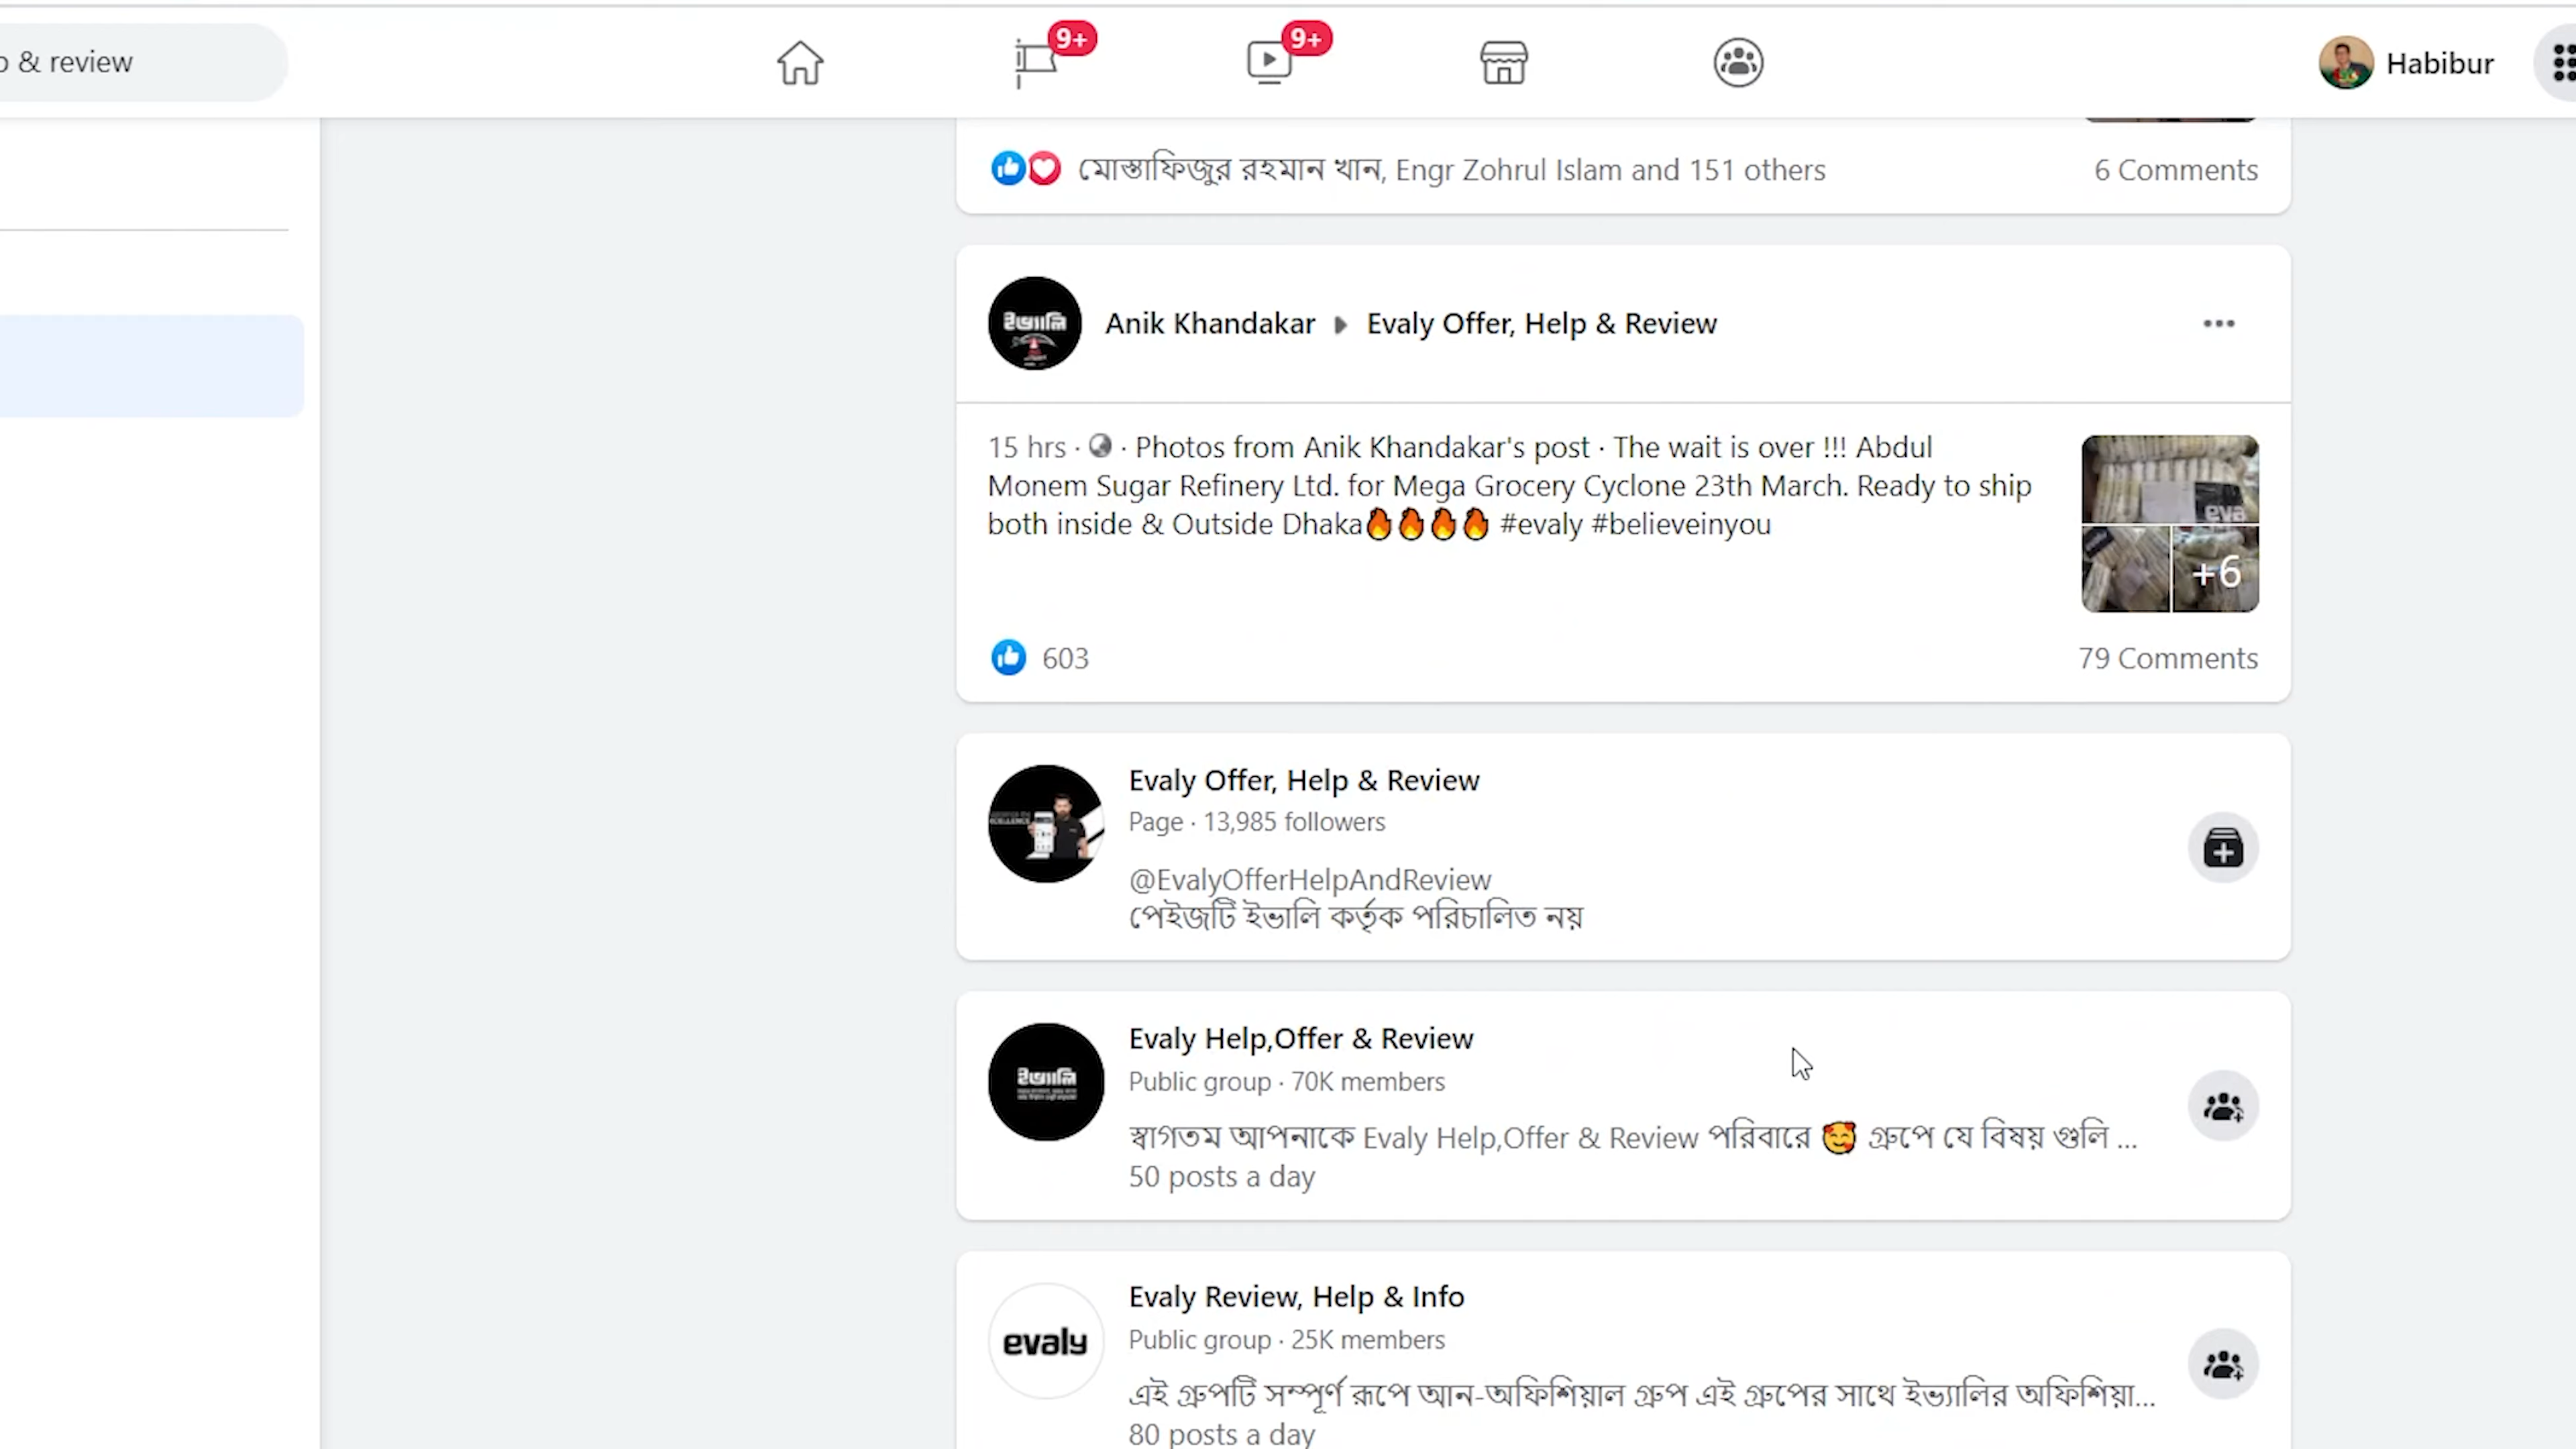 & review
9+
9+
Habibur
মোস্তাফিজুর রহমান খান, Engr Zohrul Islam and 151 others
6 Comments
ইভ্যালি
Anik Khandakar
Evaly Offer, Help & Review
15 hrs · · Photos from Anik Khandakar's post · The wait is over !!! Abdul
Monem Sugar Refinery Ltd. for Mega Grocery Cyclone 23th March. Ready to ship
both inside & Outside Dhaka🔥🔥🔥🔥 #evaly #believeinyou
eva
+6
603
79 Comments
Evaly Offer, Help & Review
Page · 13,985 followers
@EvalyOfferHelpAndReview
পেইজটি ইভালি কর্তৃক পরিচালিত নয়
Evaly Help,Offer & Review
Public group · 70K members
ইভ্যালি
স্বাগতম আপনাকে Evaly Help,Offer & Review পরিবারে 🥰 গ্রুপে যে বিষয় গুলি ...
50 posts a day
Evaly Review, Help & Info
Public group · 25K members
evaly
এই গ্রুপটি সম্পূর্ণ রূপে আন-অফিশিয়াল গ্রুপ এই গ্রুপের সাথে ইভ্যালির অফিশিয়া...
80 posts a day